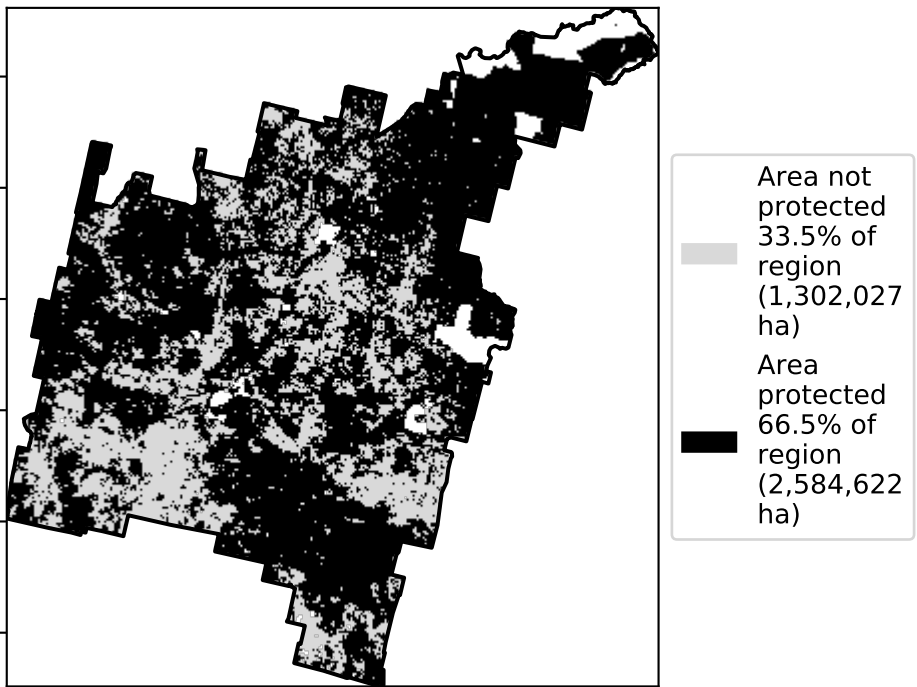 Area not
protected
33.5% of
region
(1,302,027
ha)
Area
protected
66.5% of
region
(2,584,622
ha)